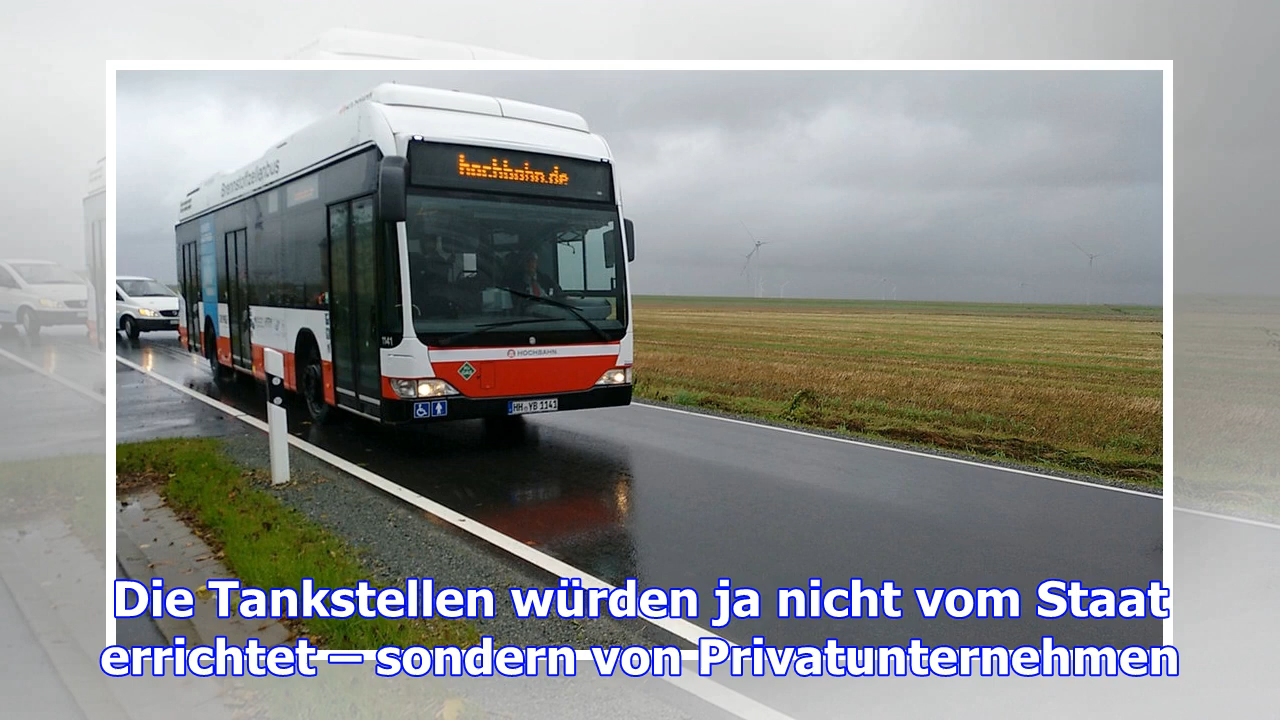 Brennstoffzellenbus
hochbahn.de
1141
HOCHBAHN
HH YB 1141
Die Tankstellen würden ja nicht vom Staat
errichtet – sondern von Privatunternehmen